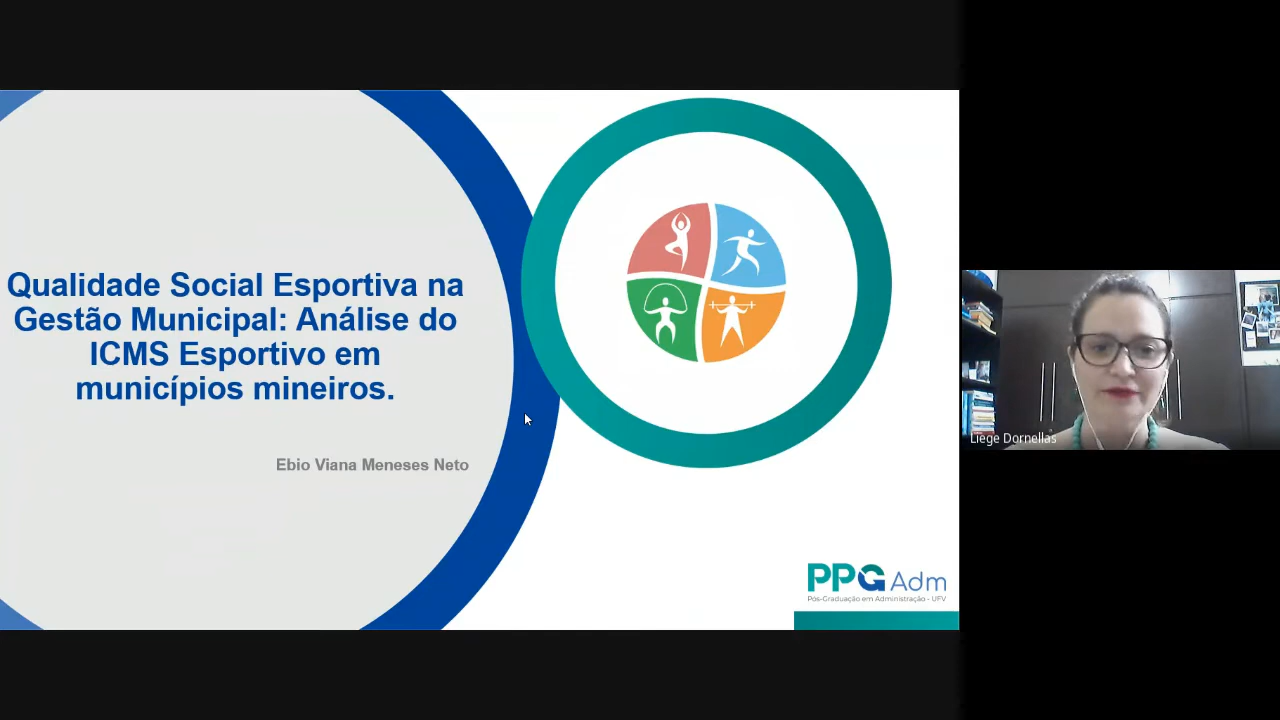 Qualidade Social Esportiva na
Gestão Municipal: Análise do
ICMS Esportivo em
municípios mineiros.
Ebio Viana Meneses Neto
PPG Adm
Pós-Graduação em Administração - UFV
Liege Dornellas